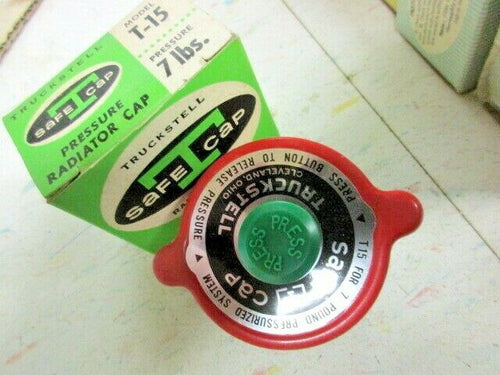 TRUCKSTELL
SAFE T CAP
PRESSURE
RADIATOR CAP
MODEL
T-15
PRESSURE
7 lbs.
TRUCKSTELL
SAFE T CAP
PRESS BUTTON TO RELEASE PRESSURE
T15 FOR 7 POUND PRESSURIZED SYSTEM
SAFE-T CAP
TRUCKSTELL
CLEVELAND, OHIO
PRESS
PRESS